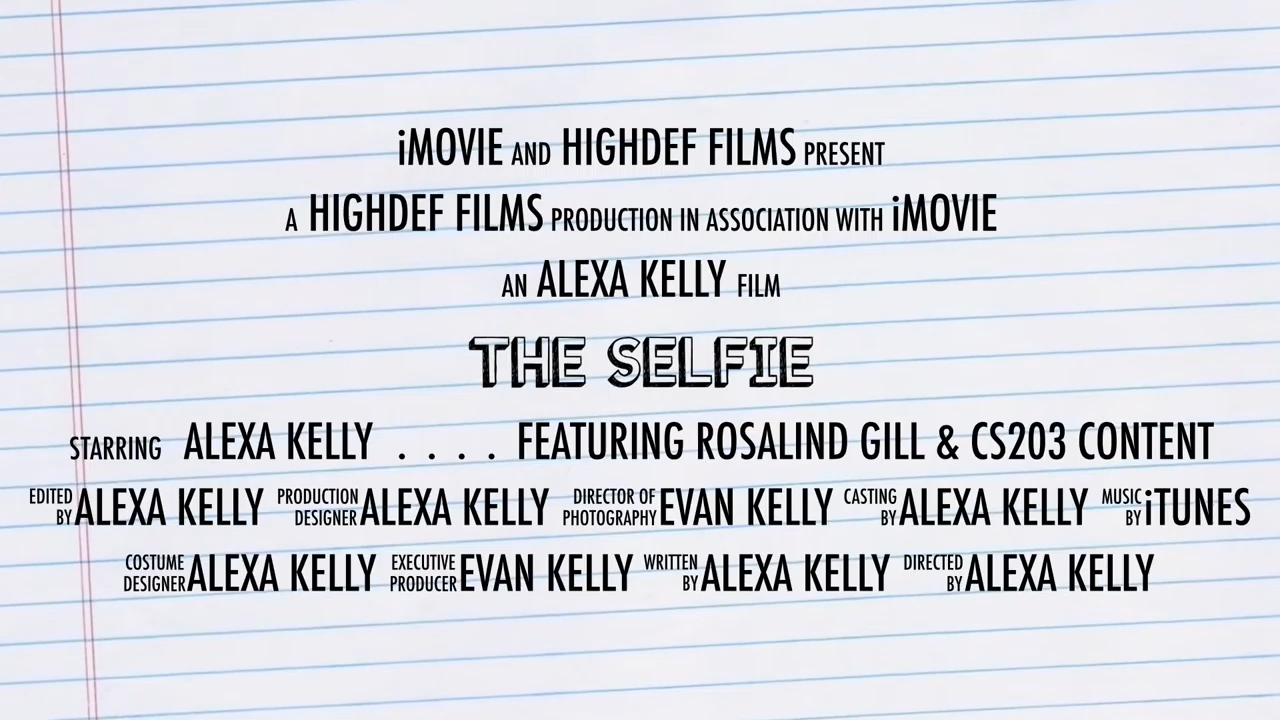 iMOVIE AND HIGHDEF FILMS PRESENT
A HIGHDEF FILMS PRODUCTION IN ASSOCIATION WITH iMOVIE
AN ALEXA KELLY FILM
THE SELFIE
STARRING ALEXA KELLY . . . . FEATURING ROSALIND GILL & CS203 CONTENT
EDITED BY ALEXA KELLY PRODUCTION DESIGNER ALEXA KELLY DIRECTOR OF PHOTOGRAPHY EVAN KELLY CASTING BY ALEXA KELLY MUSIC BY iTUNES
COSTUME DESIGNER ALEXA KELLY EXECUTIVE PRODUCER EVAN KELLY WRITTEN BY ALEXA KELLY DIRECTED BY ALEXA KELLY